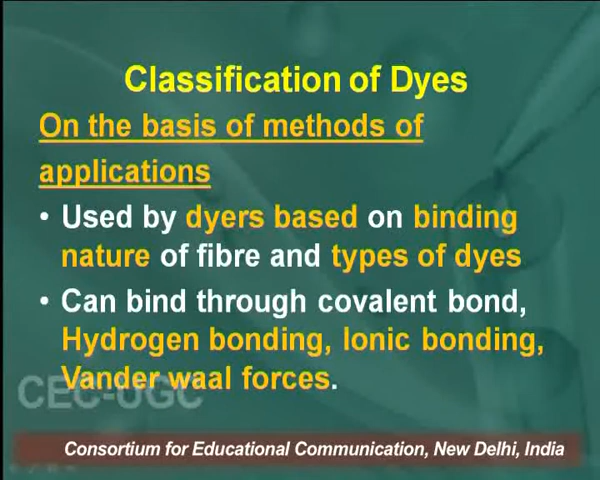 Classification of Dyes
On the basis of methods of
applications
• Used by dyers based on binding
nature of fibre and types of dyes
• Can bind through covalent bond,
Hydrogen bonding, Ionic bonding,
Vander waal forces.
CEC-UGC
Consortium for Educational Communication, New Delhi, India